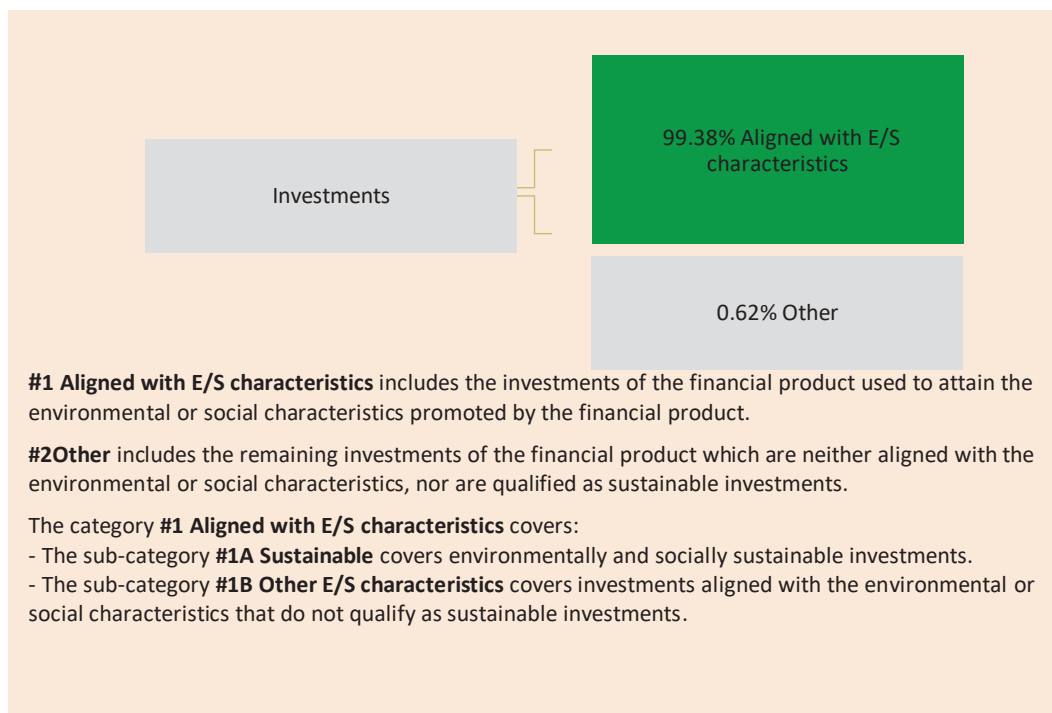 99.38% Aligned with E/S
characteristics
Investments
0.62% Other
#1 Aligned with E/S characteristics includes the investments of the financial product used to attain the
environmental or social characteristics promoted by the financial product.
#2Other includes the remaining investments of the financial product which are neither aligned with the
environmental or social characteristics, nor are qualified as sustainable investments.
The category #1 Aligned with E/S characteristics covers:
- The sub-category #1A Sustainable covers environmentally and socially sustainable investments.
- The sub-category #1B Other E/S characteristics covers investments aligned with the environmental or
social characteristics that do not qualify as sustainable investments.